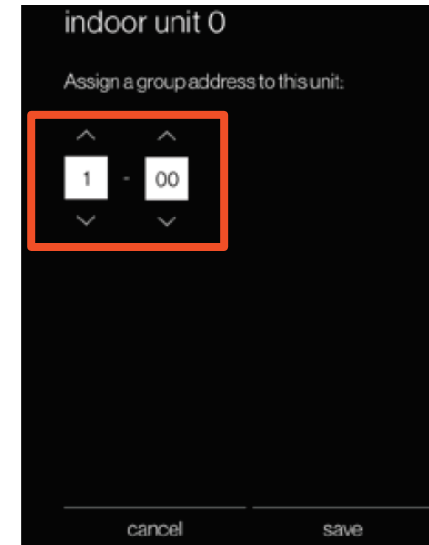 indoor unit 0
Assign a group address to this unit:
1 - 00
cancel save